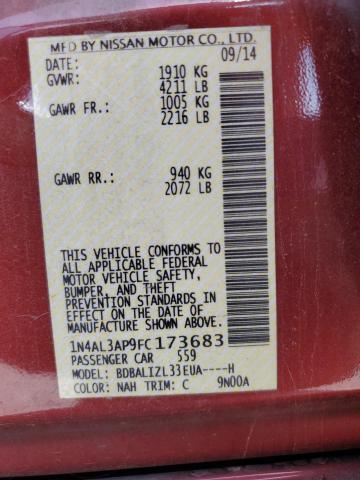 MFD BY NISSAN MOTOR CO., LTD.
DATE: 09/14
GVWR: 1910 KG
4211 LB
GAWR FR.: 1005 KG
2216 LB
GAWR RR.: 940 KG
2072 LB
THIS VEHICLE CONFORMS TO
ALL APPLICABLE FEDERAL
MOTOR VEHICLE SAFETY,
BUMPER, AND THEFT
PREVENTION STANDARDS IN
EFFECT ON THE DATE OF
MANUFACTURE SHOWN ABOVE.
1N4AL3AP9FC173683
PASSENGER CAR 559
MODEL: BDBALIZL33EUA----H
COLOR: NAH TRIM: C 9N00A